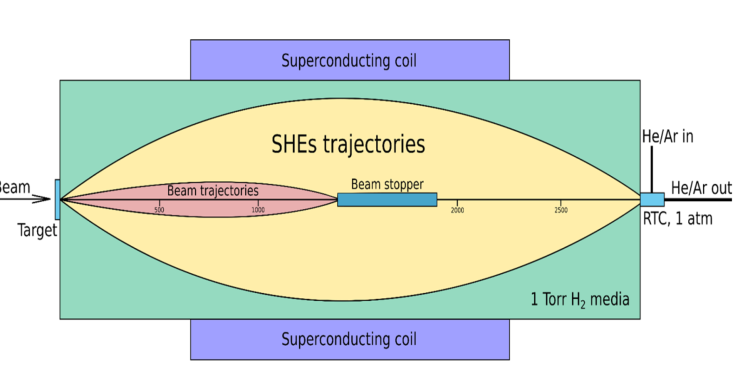 Superconducting coil
He/Ar in
SHEs trajectories
Beam
Beam trajectories
Beam stopper
He/Ar out
500
1000
2000
2500
Target
RTC, 1 atm
1 Torr H₂ media
Superconducting coil